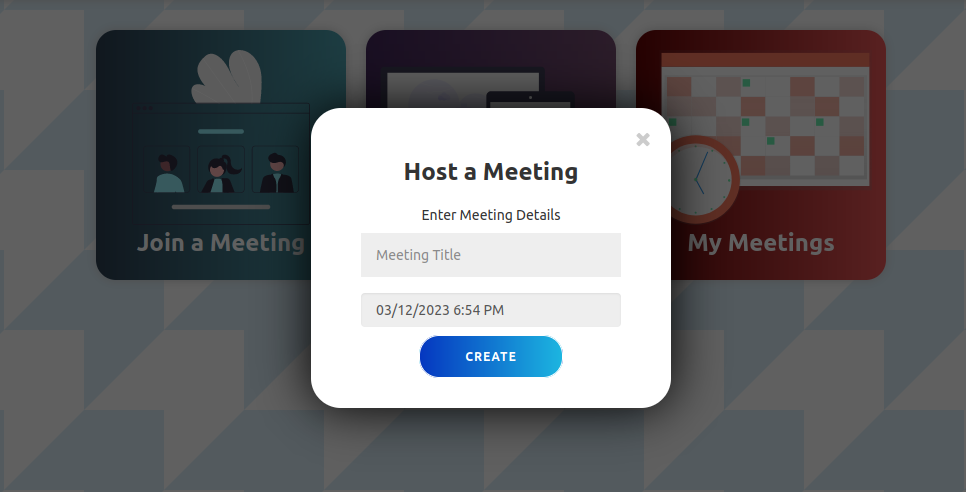 Host a Meeting
Enter Meeting Details
Meeting Title
03/12/2023 6:54 PM
CREATE
Join a Meeting
My Meetings